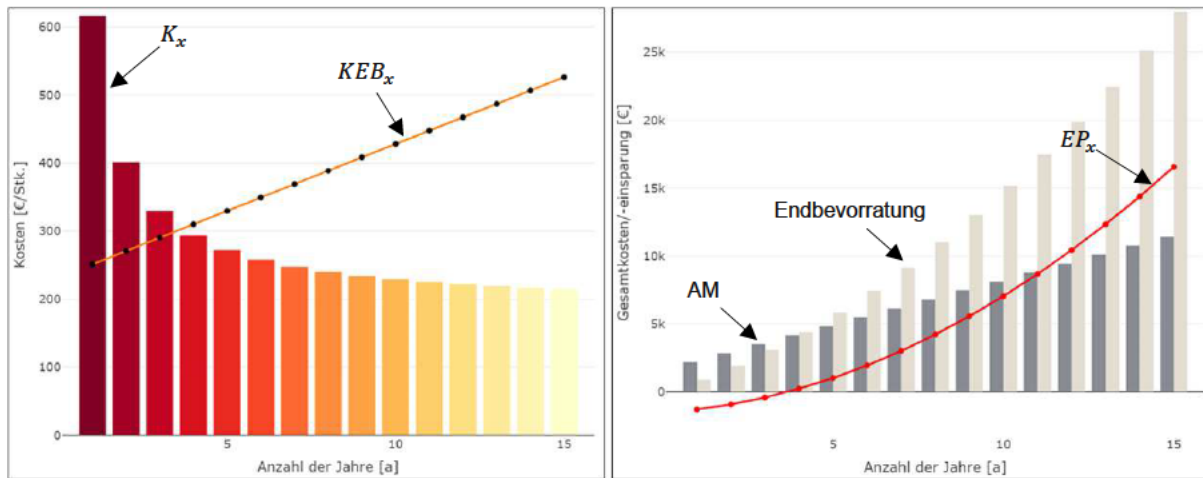 600
500
400
300
200
100
0
Kosten [€/Stk.]
K_x
KEB_x
5
10
15
Anzahl der Jahre [a]
25k
20k
15k
10k
5k
0
Gesamtkosten/-einsparung [€]
EP_x
Endbevorratung
AM
5
10
15
Anzahl der Jahre [a]